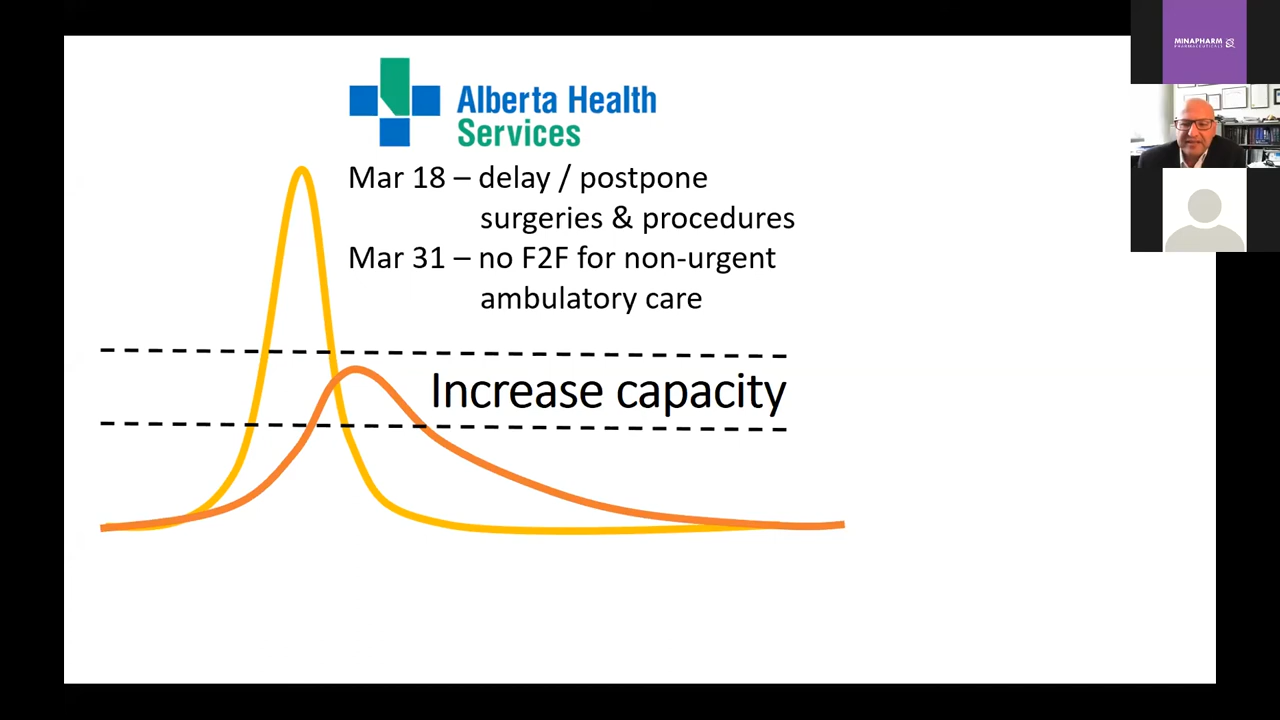 Alberta Health
Services
Mar 18 – delay / postpone
surgeries & procedures
Mar 31 – no F2F for non-urgent
ambulatory care
Increase capacity
MINAPHARM
PHARMACEUTICALS